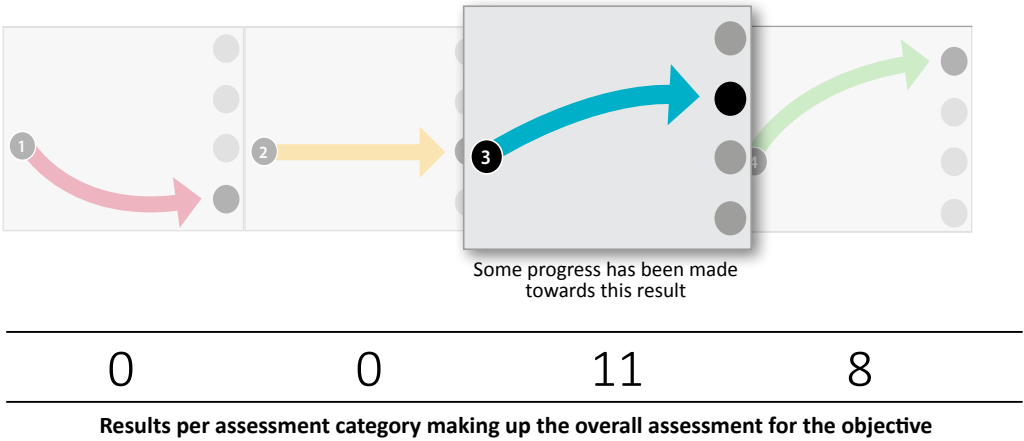 1
2
3
4
Some progress has been made
towards this result
0 0 11 8
Results per assessment category making up the overall assessment for the objective